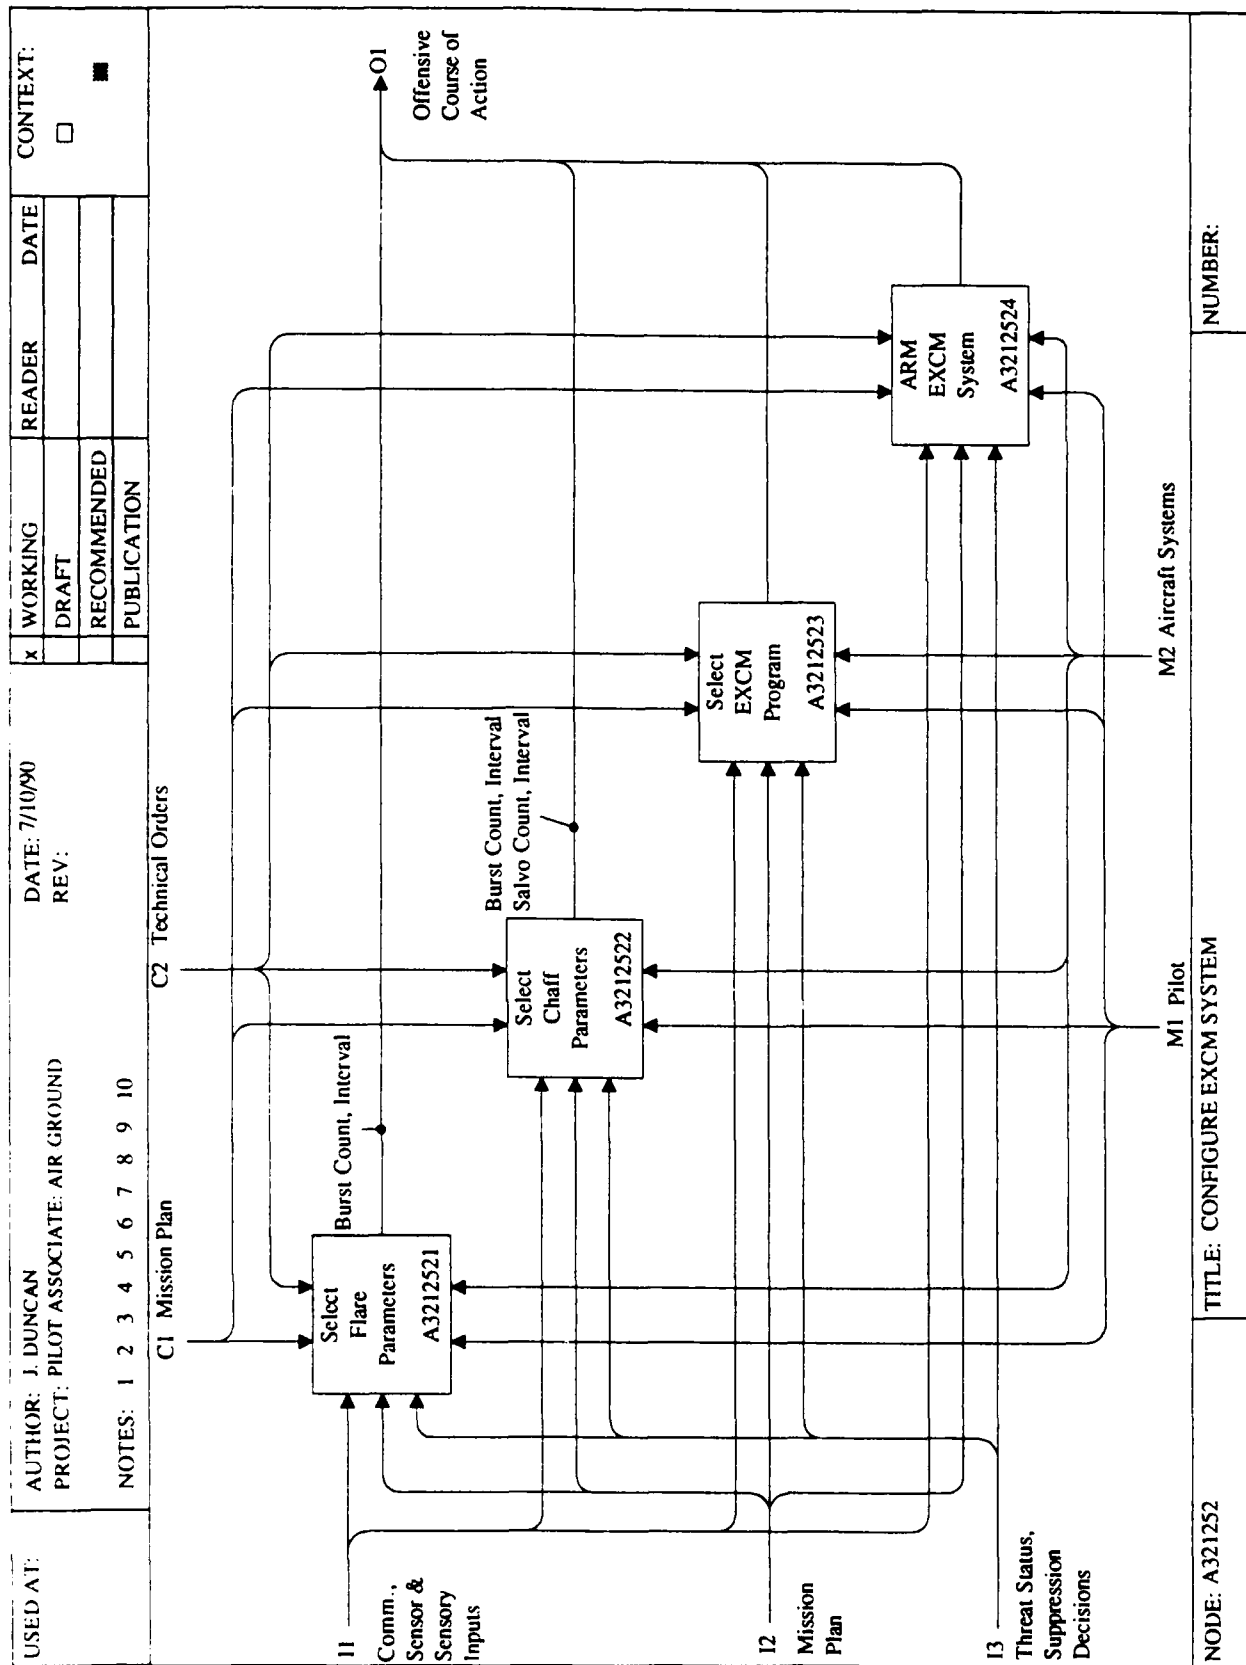 USED AT:
AUTHOR: J. DUNCAN
PROJECT: PILOT ASSOCIATE: AIR GROUND
NOTES: 1 2 3 4 5 6 7 8 9 10
DATE: 7/10/90
REV:
x WORKING
DRAFT
RECOMMENDED
PUBLICATION
READER DATE
CONTEXT:
C1 Mission Plan
C2 Technical Orders
I1
Comm.,
Sensor &
Sensory
Inputs
I2
Mission
Plan
I3
Threat Status,
Suppression
Decisions
Select
Flare
Parameters
A3212521
Burst Count, Interval
Select
Chaff
Parameters
A3212522
Burst Count, Interval
Salvo Count, Interval
Select
EXCM
Program
A3212523
ARM
EXCM
System
A3212524
O1
Offensive
Course of
Action
M1 Pilot
M2 Aircraft Systems
NODE: A321252
TITLE: CONFIGURE EXCM SYSTEM
NUMBER: